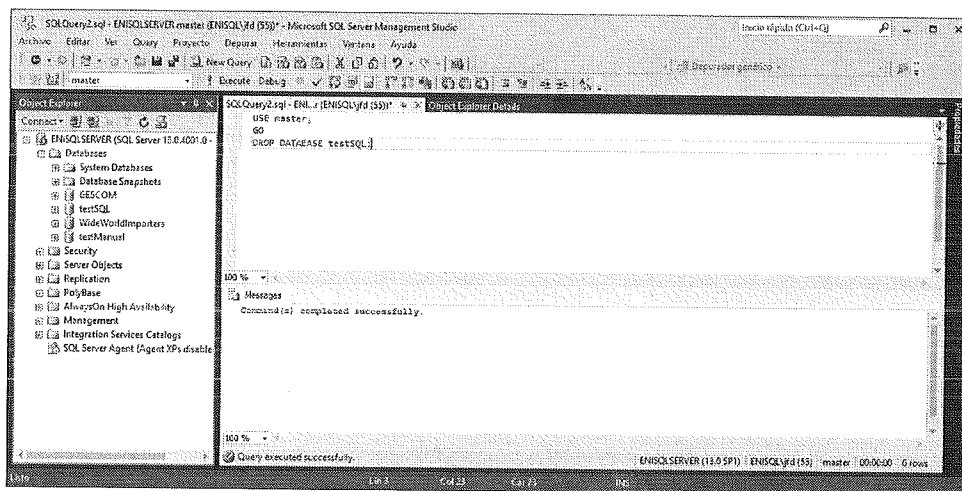 SQLQuery2.sql - ENISQLSERVER.master (ENISQL\jfd (55))* - Microsoft SQL Server Management Studio
Inicio rápido (Ctrl+Q)
Archivo Editar Ver Query Proyecto Depurar Herramientas Ventana Ayuda
New Query
Depurador genérico
master
Execute Debug
Object Explorer
SQLQuery2.sql - ENI...r (ENISQL\jfd (55))*
Object Explorer Details
Connect
USE master;
GO
DROP DATABASE testSQL;
ENISQLSERVER (SQL Server 13.0.4001.0 -
Databases
System Databases
Database Snapshots
GESCOM
testSQL
WideWorldImporters
testManual
Security
Server Objects
Replication
PolyBase
AlwaysOn High Availability
Management
Integration Services Catalogs
SQL Server Agent (Agent XPs disable
100 %
Messages
Command(s) completed successfully.
100 %
Query executed successfully.
ENISQLSERVER (13.0 SP1)
ENISQL\jfd (55)
master
00:00:00
0 rows
Listo
Lín 3
Col 23
Car 23
INS